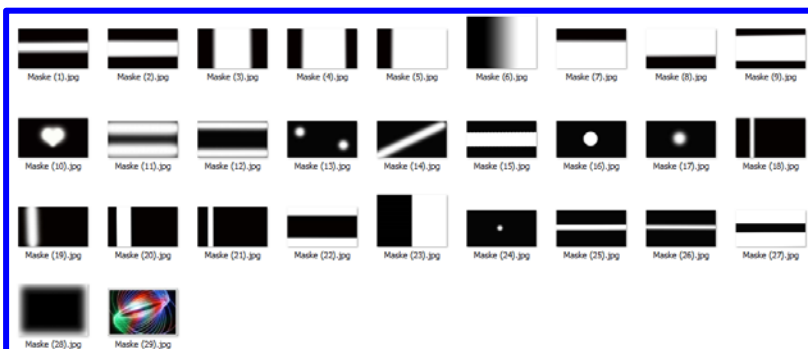 Maske (1).jpg Maske (2).jpg Maske (3).jpg Maske (4).jpg Maske (5).jpg Maske (6).jpg Maske (7).jpg Maske (8).jpg Maske (9).jpg
Maske (10).jpg Maske (11).jpg Maske (12).jpg Maske (13).jpg Maske (14).jpg Maske (15).jpg Maske (16).jpg Maske (17).jpg Maske (18).jpg
Maske (19).jpg Maske (20).jpg Maske (21).jpg Maske (22).jpg Maske (23).jpg Maske (24).jpg Maske (25).jpg Maske (26).jpg Maske (27).jpg
Maske (28).jpg Maske (29).jpg